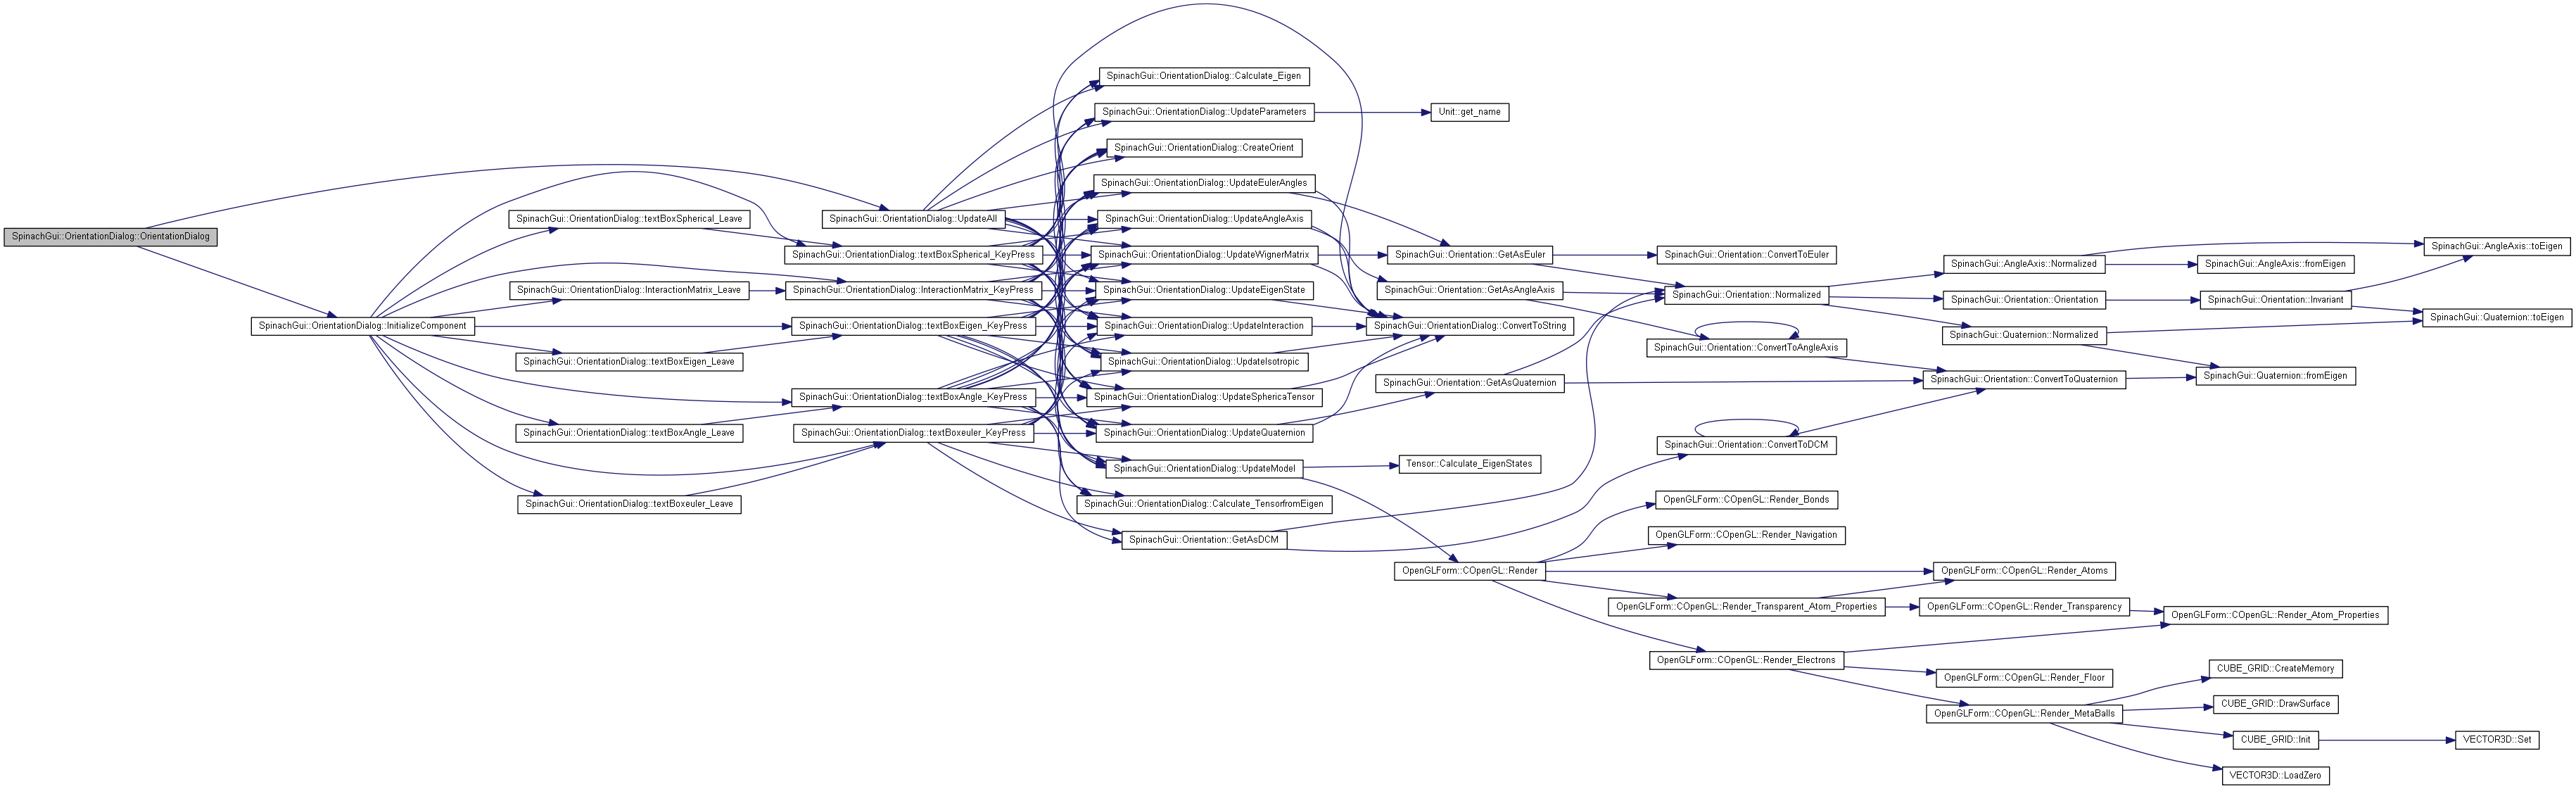 SpinachGui::OrientationDialog::OrientationDialog
SpinachGui::OrientationDialog::InitializeComponent
SpinachGui::OrientationDialog::textBoxSpherical_Leave
SpinachGui::OrientationDialog::InteractionMatrix_Leave
SpinachGui::OrientationDialog::textBoxEigen_Leave
SpinachGui::OrientationDialog::textBoxAngle_Leave
SpinachGui::OrientationDialog::textBoxeuler_Leave
SpinachGui::OrientationDialog::UpdateAll
SpinachGui::OrientationDialog::textBoxSpherical_KeyPress
SpinachGui::OrientationDialog::InteractionMatrix_KeyPress
SpinachGui::OrientationDialog::textBoxEigen_KeyPress
SpinachGui::OrientationDialog::textBoxAngle_KeyPress
SpinachGui::OrientationDialog::textBoxeuler_KeyPress
SpinachGui::OrientationDialog::Calculate_Eigen
SpinachGui::OrientationDialog::UpdateParameters
SpinachGui::OrientationDialog::CreateOrient
SpinachGui::OrientationDialog::UpdateEulerAngles
SpinachGui::OrientationDialog::UpdateAngleAxis
SpinachGui::OrientationDialog::UpdateWignerMatrix
SpinachGui::OrientationDialog::UpdateEigenState
SpinachGui::OrientationDialog::UpdateInteraction
SpinachGui::OrientationDialog::UpdateIsotropic
SpinachGui::OrientationDialog::UpdateSphericaTensor
SpinachGui::OrientationDialog::UpdateQuaternion
SpinachGui::OrientationDialog::UpdateModel
SpinachGui::OrientationDialog::Calculate_TensorfromEigen
SpinachGui::Orientation::GetAsDCM
Unit::get_name
SpinachGui::Orientation::GetAsEuler
SpinachGui::Orientation::GetAsAngleAxis
SpinachGui::OrientationDialog::ConvertToString
SpinachGui::Orientation::GetAsQuaternion
Tensor::Calculate_EigenStates
OpenGLForm::COpenGL::Render
SpinachGui::Orientation::ConvertToEuler
SpinachGui::Orientation::Normalized
SpinachGui::Orientation::ConvertToAngleAxis
SpinachGui::Orientation::ConvertToDCM
OpenGLForm::COpenGL::Render_Bonds
OpenGLForm::COpenGL::Render_Navigation
OpenGLForm::COpenGL::Render_Transparent_Atom_Properties
OpenGLForm::COpenGL::Render_Electrons
SpinachGui::AngleAxis::Normalized
SpinachGui::Orientation::Orientation
SpinachGui::Quaternion::Normalized
SpinachGui::Orientation::ConvertToQuaternion
OpenGLForm::COpenGL::Render_Atoms
OpenGLForm::COpenGL::Render_Transparency
OpenGLForm::COpenGL::Render_Floor
OpenGLForm::COpenGL::Render_MetaBalls
SpinachGui::AngleAxis::fromEigen
SpinachGui::Orientation::Invariant
SpinachGui::Quaternion::fromEigen
OpenGLForm::COpenGL::Render_Atom_Properties
CUBE_GRID::CreateMemory
CUBE_GRID::DrawSurface
CUBE_GRID::Init
VECTOR3D::LoadZero
SpinachGui::AngleAxis::toEigen
SpinachGui::Quaternion::toEigen
VECTOR3D::Set